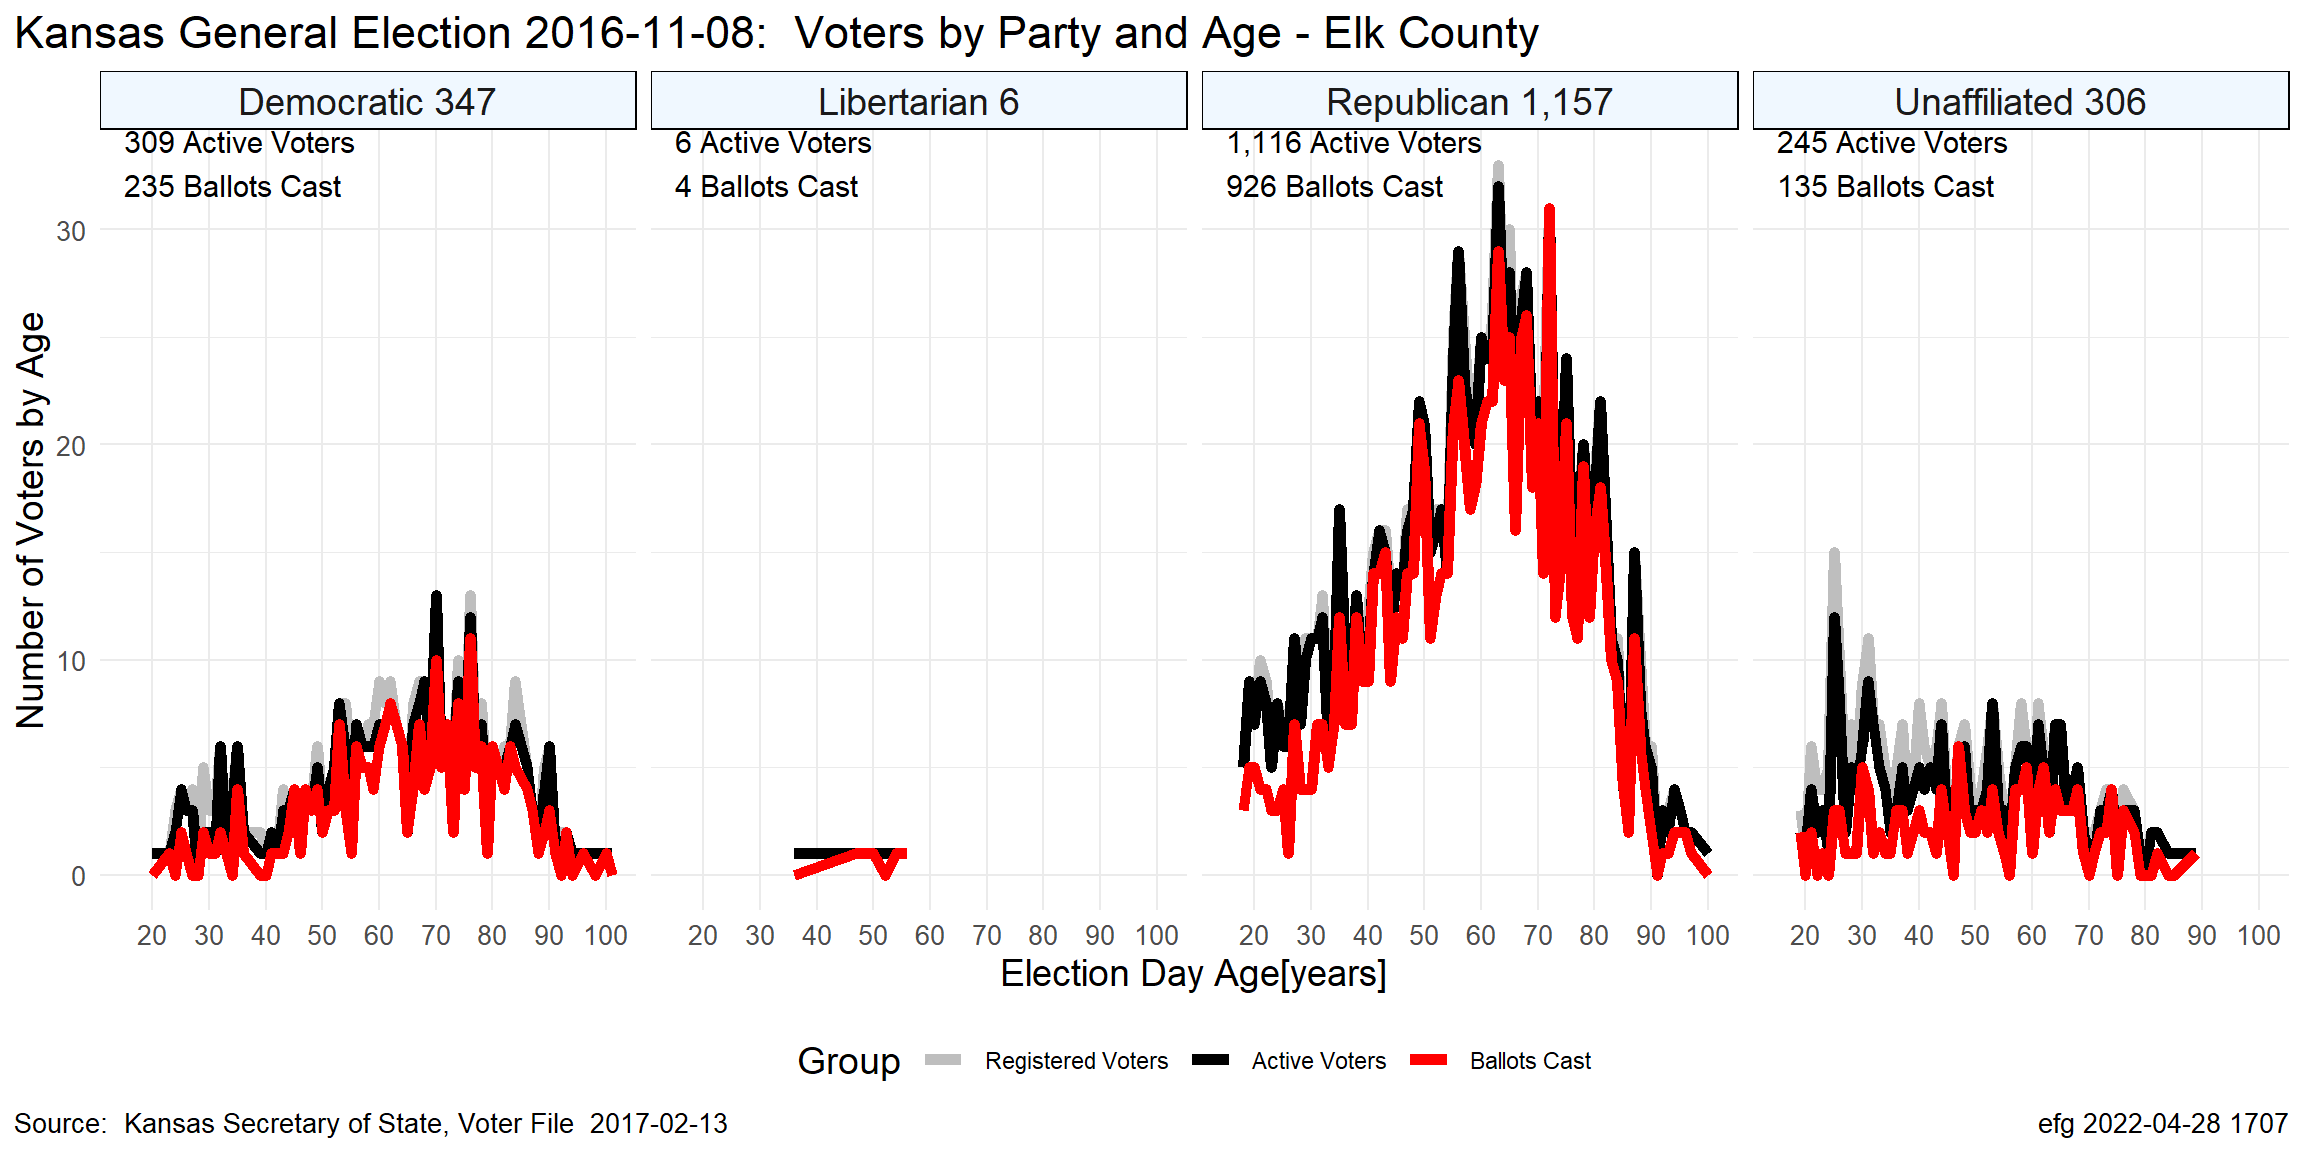 Kansas General Election 2016-11-08:  Voters by Party and Age - Elk County
Democratic 347
Libertarian 6
Republican 1,157
Unaffiliated 306
309 Active Voters
235 Ballots Cast
6 Active Voters
4 Ballots Cast
1,116 Active Voters
926 Ballots Cast
245 Active Voters
135 Ballots Cast
Number of Voters by Age
30
20
10
0
20 30 40 50 60 70 80 90 100
20 30 40 50 60 70 80 90 100
20 30 40 50 60 70 80 90 100
20 30 40 50 60 70 80 90 100
Election Day Age[years]
Group Registered Voters Active Voters Ballots Cast
Source:  Kansas Secretary of State, Voter File  2017-02-13
efg 2022-04-28 1707